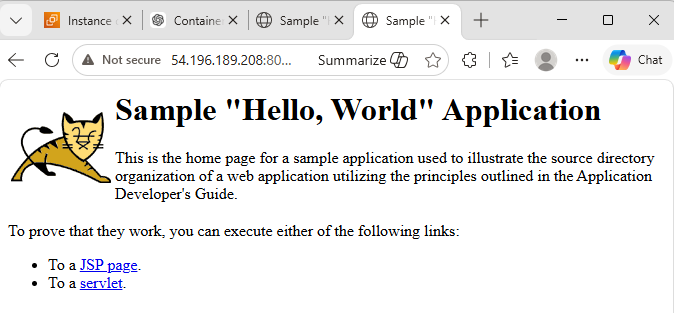 Instance
Container
Sample "
Sample "
Not secure 54.196.189.208:80... Summarize Chat
Sample "Hello, World" Application
This is the home page for a sample application used to illustrate the source directory
organization of a web application utilizing the principles outlined in the Application
Developer's Guide.
To prove that they work, you can execute either of the following links:
• To a JSP page.
• To a servlet.